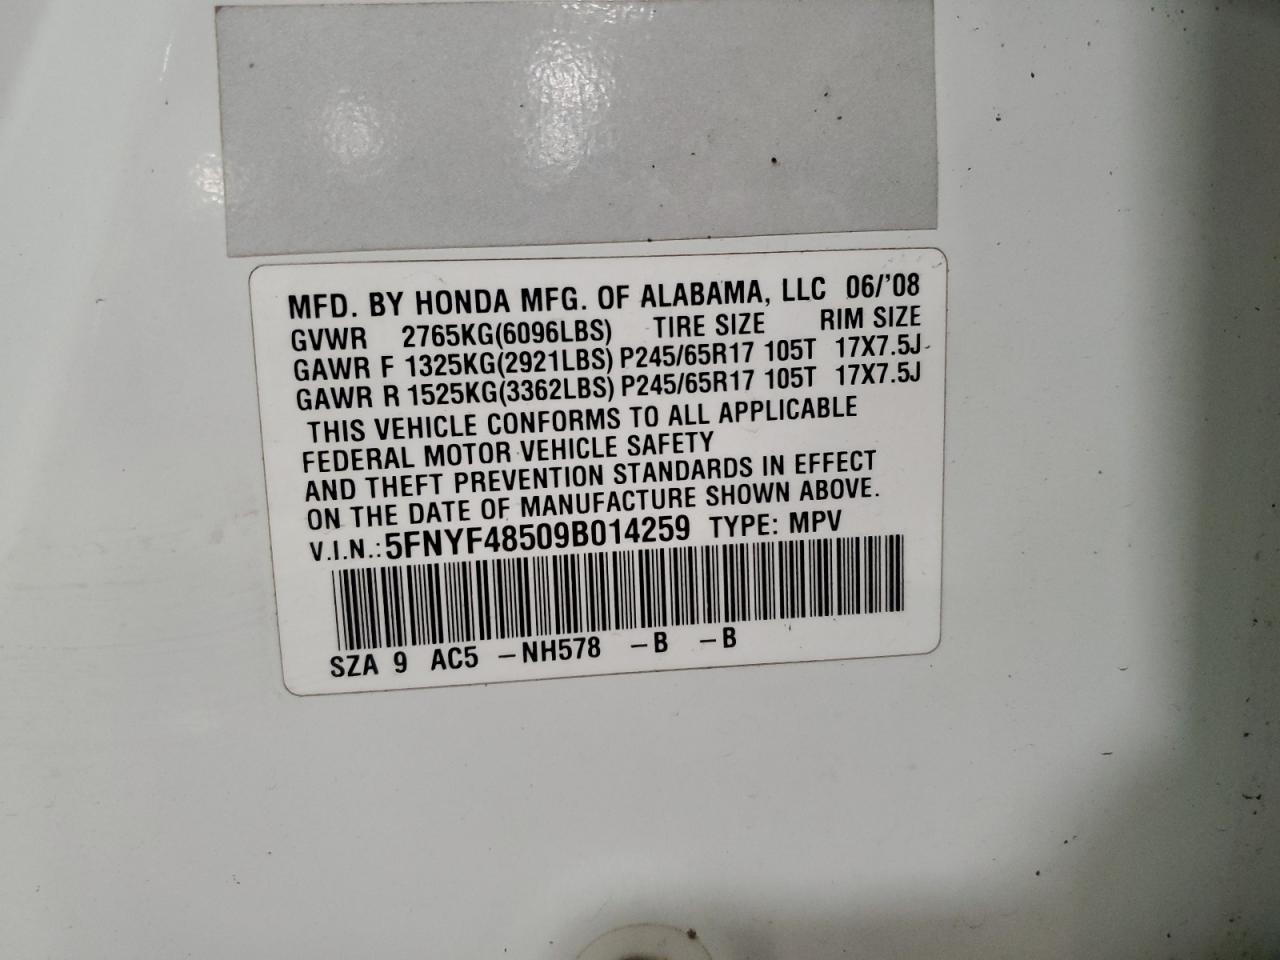 MFD. BY HONDA MFG. OF ALABAMA, LLC 06/'08
GVWR 2765KG(6096LBS) TIRE SIZE RIM SIZE
GAWR F 1325KG(2921LBS) P245/65R17 105T 17X7.5J
GAWR R 1525KG(3362LBS) P245/65R17 105T 17X7.5J
THIS VEHICLE CONFORMS TO ALL APPLICABLE
FEDERAL MOTOR VEHICLE SAFETY
AND THEFT PREVENTION STANDARDS IN EFFECT
ON THE DATE OF MANUFACTURE SHOWN ABOVE.
V.I.N.: 5FNYF48509B014259 TYPE: MPV
SZA 9 AC5 -NH578 -B -B